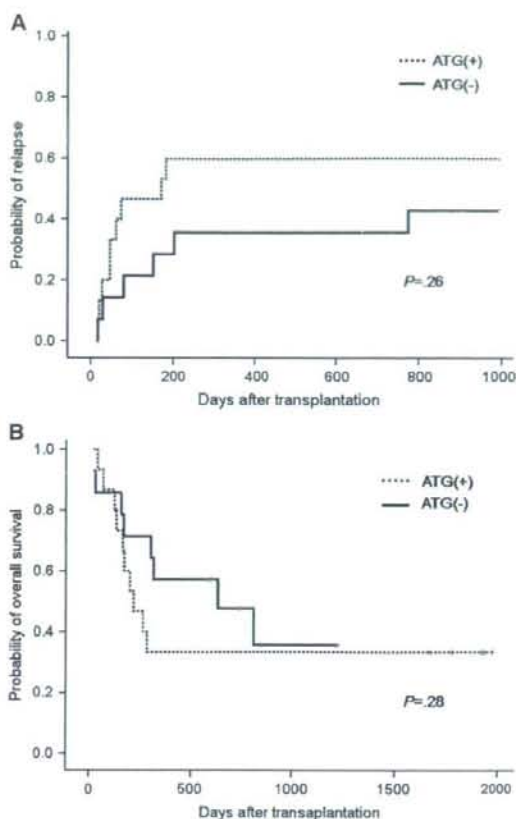 A
1.0
0.8
0.6
0.4
0.2
0.0
Probability of relapse
ATG(+)
ATG(-)
P=.26
0 200 400 600 800 1000
Days after transplantation
B
1.0
0.8
0.6
0.4
0.2
0.0
Probability of overall survival
ATG(+)
ATG(-)
P=.28
0 500 1000 1500 2000
Days after transaplantation